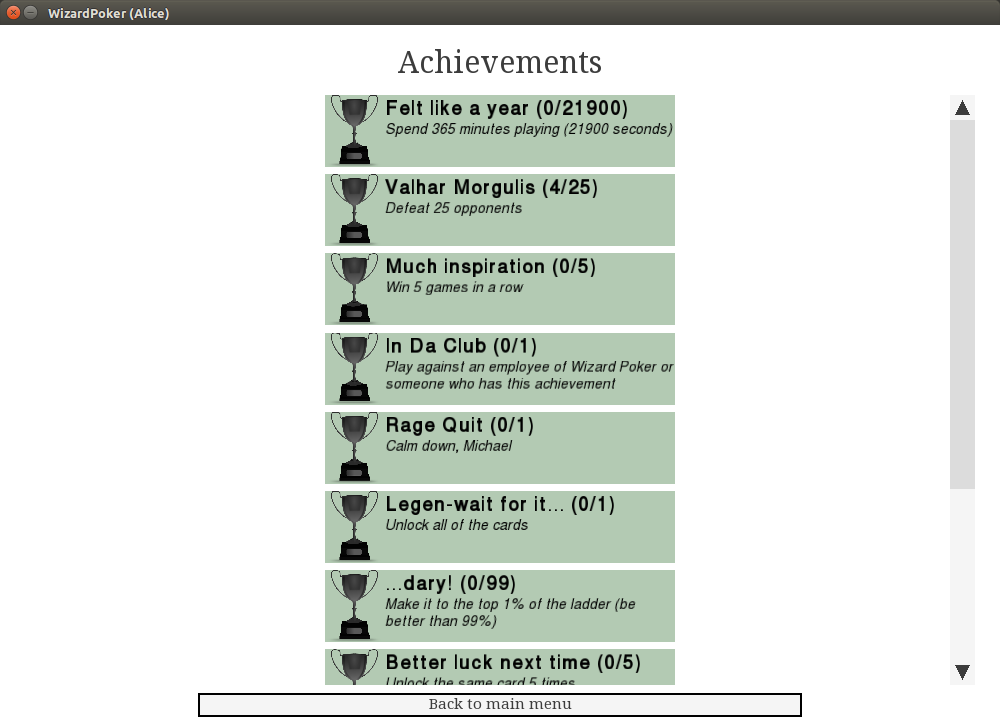 WizardPoker (Alice)
Achievements
Felt like a year (0/21900)
Spend 365 minutes playing (21900 seconds)
Valhar Morgulis (4/25)
Defeat 25 opponents
Much inspiration (0/5)
Win 5 games in a row
In Da Club (0/1)
Play against an employee of Wizard Poker or
someone who has this achievement
Rage Quit (0/1)
Calm down, Michael
Legen-wait for it... (0/1)
Unlock all of the cards
...dary! (0/99)
Make it to the top 1% of the ladder (be
better than 99%)
Better luck next time (0/5)
Unlock the same card 5 times
Back to main menu